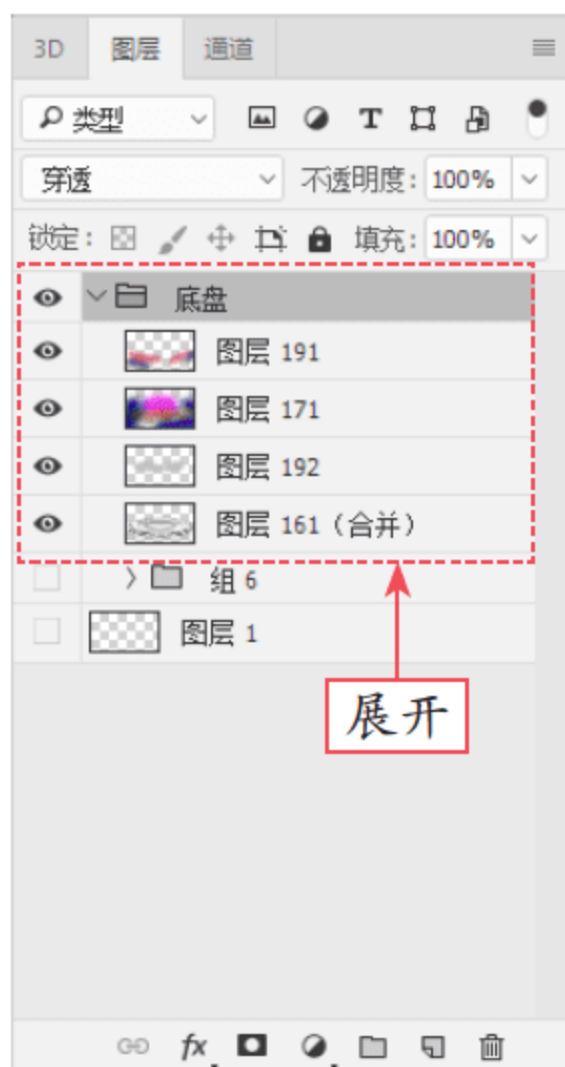 3D 图层 通道
类型 T
穿透 不透明度: 100%
锁定: 填充: 100%
底盘
图层 191
图层 171
图层 192
图层 161（合并）
组 6
图层 1
展开
fx